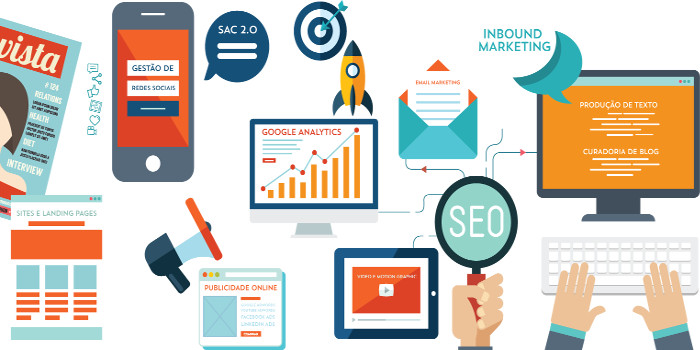 vista
# 124
RELATIONS
HEALTH
DIET
INTERVIEW
SITES E LANDING PAGES
GESTÃO DE
REDES SOCIAIS
SAC 2.0
PUBLICIDADE ONLINE
FACEBOOK ADS
LINKEDIN ADS
GOOGLE ANALYTICS
VIDEO E MOTION GRAPHIC
EMAIL MARKETING
SEO
INBOUND
MARKETING
PRODUÇÃO DE TEXTO
CURADORIA DE BLOG